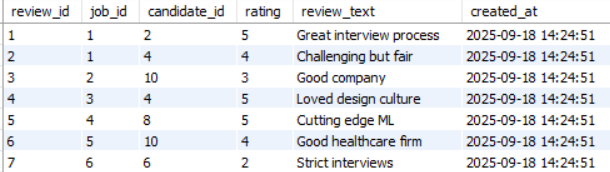 review_id job_id candidate_id rating review_text created_at
1 1 2 5 Great interview process 2025-09-18 14:24:51
2 1 4 4 Challenging but fair 2025-09-18 14:24:51
3 2 10 3 Good company 2025-09-18 14:24:51
4 3 4 5 Loved design culture 2025-09-18 14:24:51
5 4 8 5 Cutting edge ML 2025-09-18 14:24:51
6 5 10 4 Good healthcare firm 2025-09-18 14:24:51
7 6 6 2 Strict interviews 2025-09-18 14:24:51